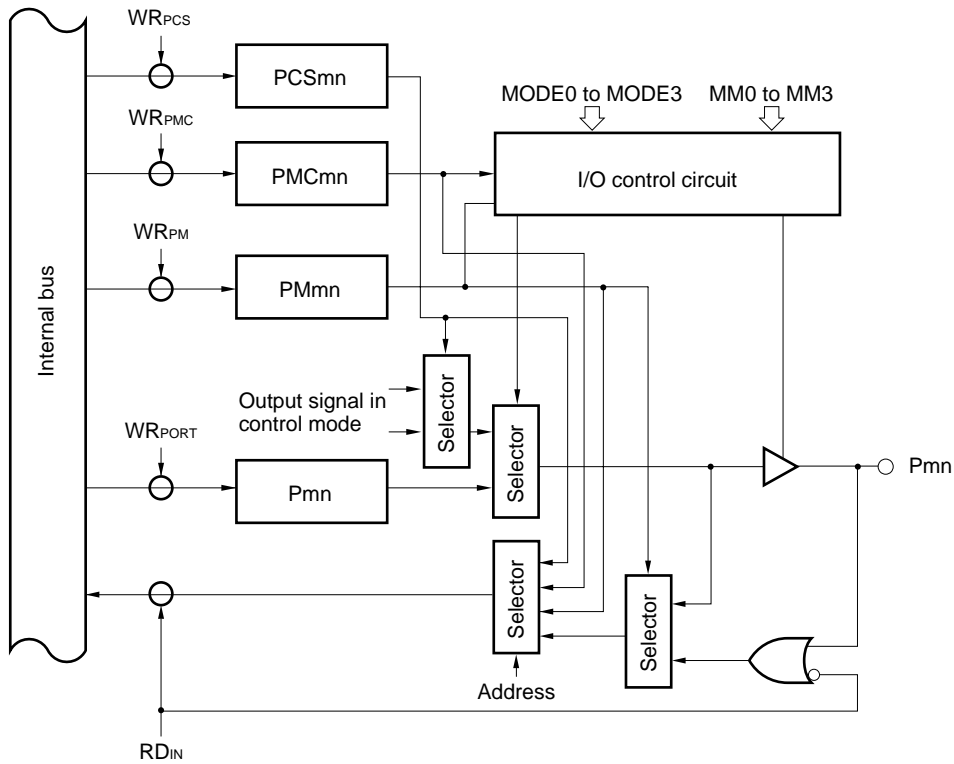 WRPCS
PCSmn
MODE0 to MODE3
MM0 to MM3
WRPMC
PMCmn
I/O control circuit
WRPM
PMmn
Internal bus
Selector
Output signal in
control mode
Selector
WRPORT
Pmn
Pmn
Selector
Selector
Address
RDIN